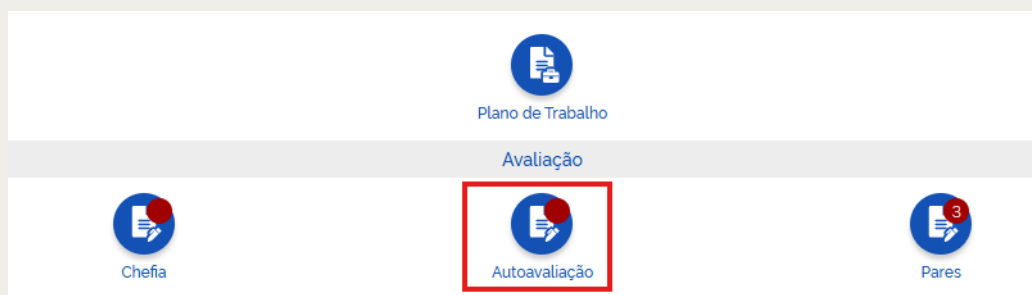 Plano de Trabalho
Avaliação
3
Chefia
Autoavaliação
Pares